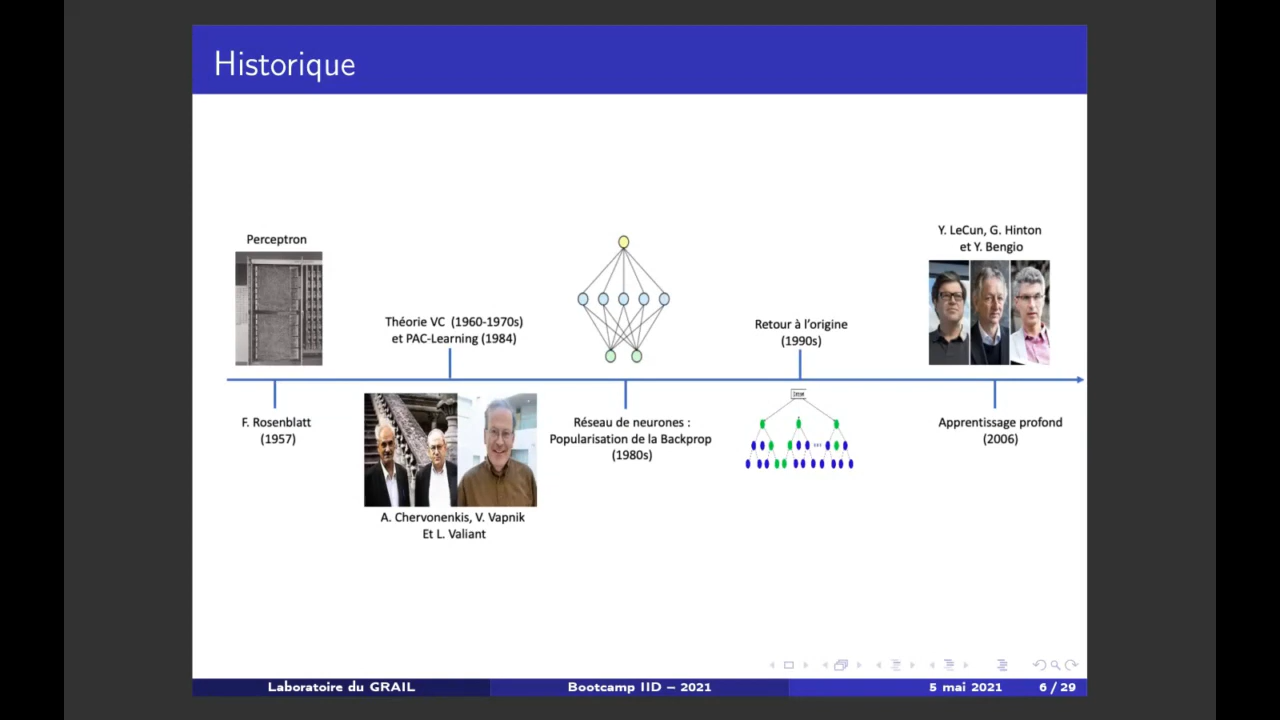 Historique
Perceptron
F. Rosenblatt
(1957)
Théorie VC (1960-1970s)
et PAC-Learning (1984)
A. Chervonenkis, V. Vapnik
Et L. Valiant
Réseau de neurones :
Popularisation de la Backprop
(1980s)
Retour à l'origine
(1990s)
Y. LeCun, G. Hinton
et Y. Bengio
Apprentissage profond
(2006)
Laboratoire du GRAIL
Bootcamp IID – 2021
5 mai 2021
6 / 29